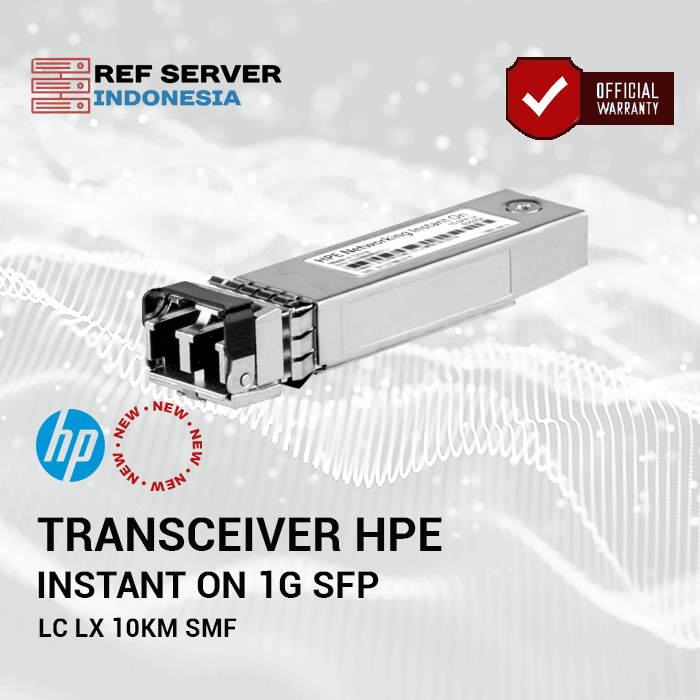 REF SERVER
INDONESIA
OFFICIAL
WARRANTY
HPE Networking Instant On
hp
NEW • NEW • NEW • NEW • NEW •
TRANSCEIVER HPE
INSTANT ON 1G SFP
LC LX 10KM SMF